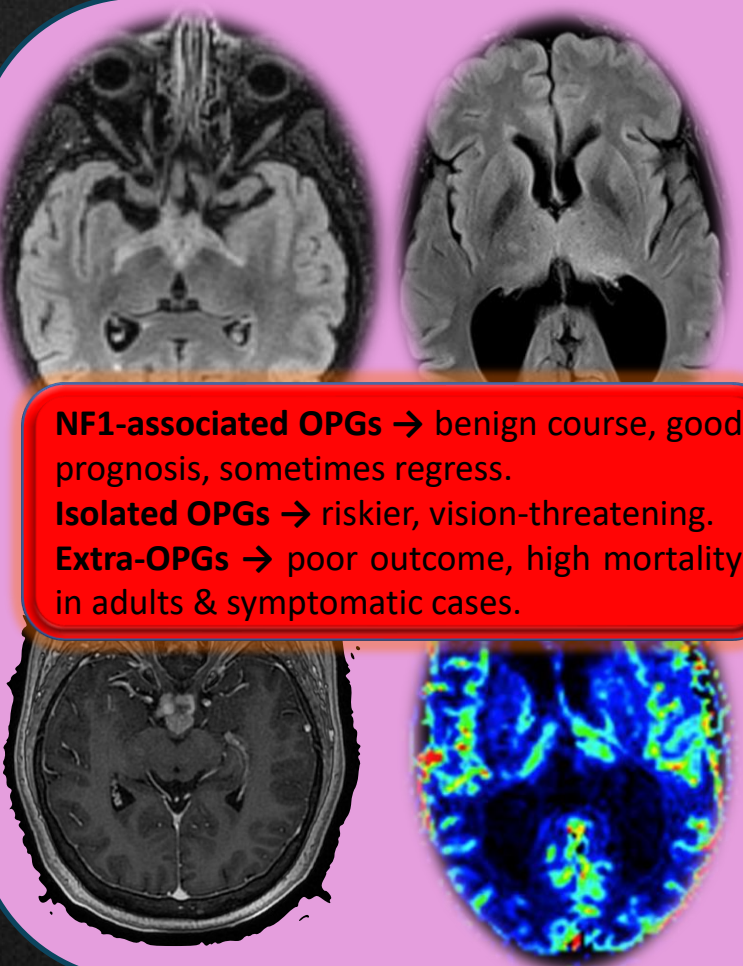 NF1-associated OPGs → benign course, good
prognosis, sometimes regress.
Isolated OPGs → riskier, vision-threatening.
Extra-OPGs → poor outcome, high mortality
in adults & symptomatic cases.